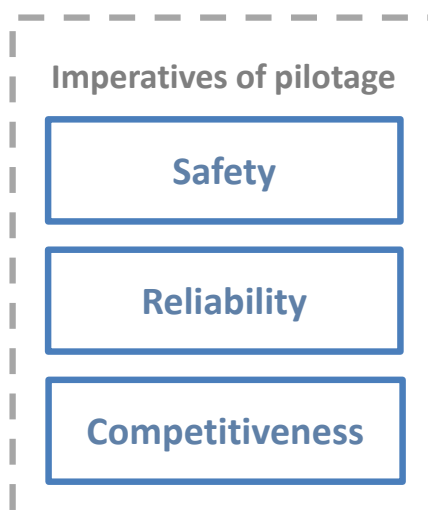 Imperatives of pilotage
Safety
Reliability
Competitiveness